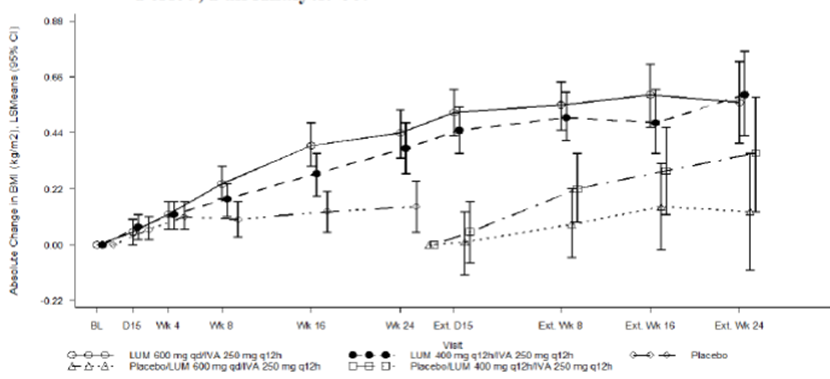 0.88
0.66
0.44
0.22
0.00
-0.22
Absolute Change in BMI (kg/m2), LSMeans (95% CI)
BL D15 Wk 4 Wk 8 Wk 16 Wk 24 Ext. D15 Ext. Wk 8 Ext. Wk 16 Ext. Wk 24
Visit
LUM 600 mg qd/IVA 250 mg q12h LUM 400 mg q12h/IVA 250 mg q12h Placebo
Placebo/LUM 600 mg qd/IVA 250 mg q12h Placebo/LUM 400 mg q12h/IVA 250 mg q12h